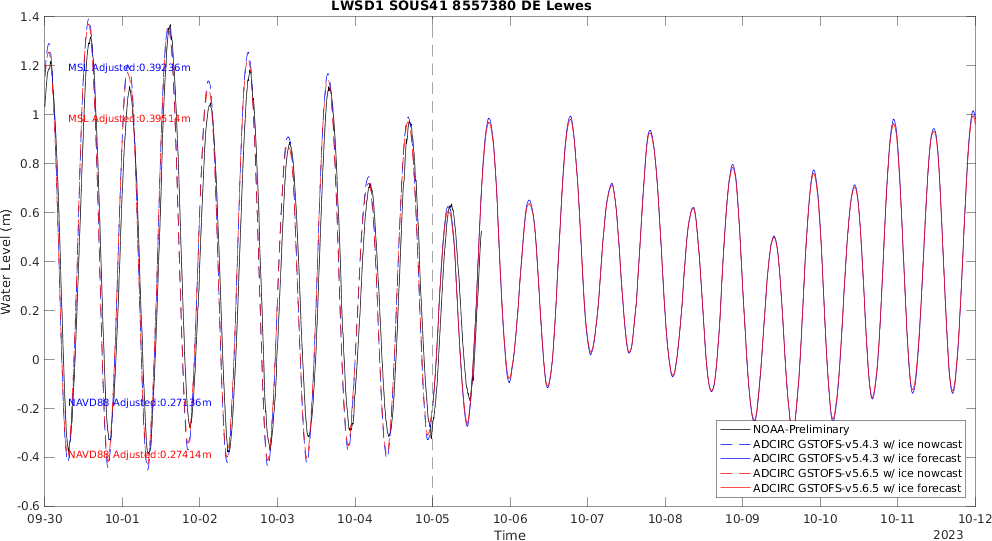 LWSD1 SOUS41 8557380 DE Lewes
1.4
1.2
1
0.8
0.6
0.4
0.2
0
-0.2
-0.4
-0.6
Water Level (m)
MSL Adjusted:0.39236m
MSL Adjusted:0.39514m
NAVD88 Adjusted:0.27136m
NAVD88 Adjusted:0.27414m
NOAA-Preliminary
ADCIRC GSTOFS-v5.4.3 w/ ice nowcast
ADCIRC GSTOFS-v5.4.3 w/ ice forecast
ADCIRC GSTOFS-v5.6.5 w/ ice nowcast
ADCIRC GSTOFS-v5.6.5 w/ ice forecast
09-30 10-01 10-02 10-03 10-04 10-05 10-06 10-07 10-08 10-09 10-10 10-11 10-12
Time
2023